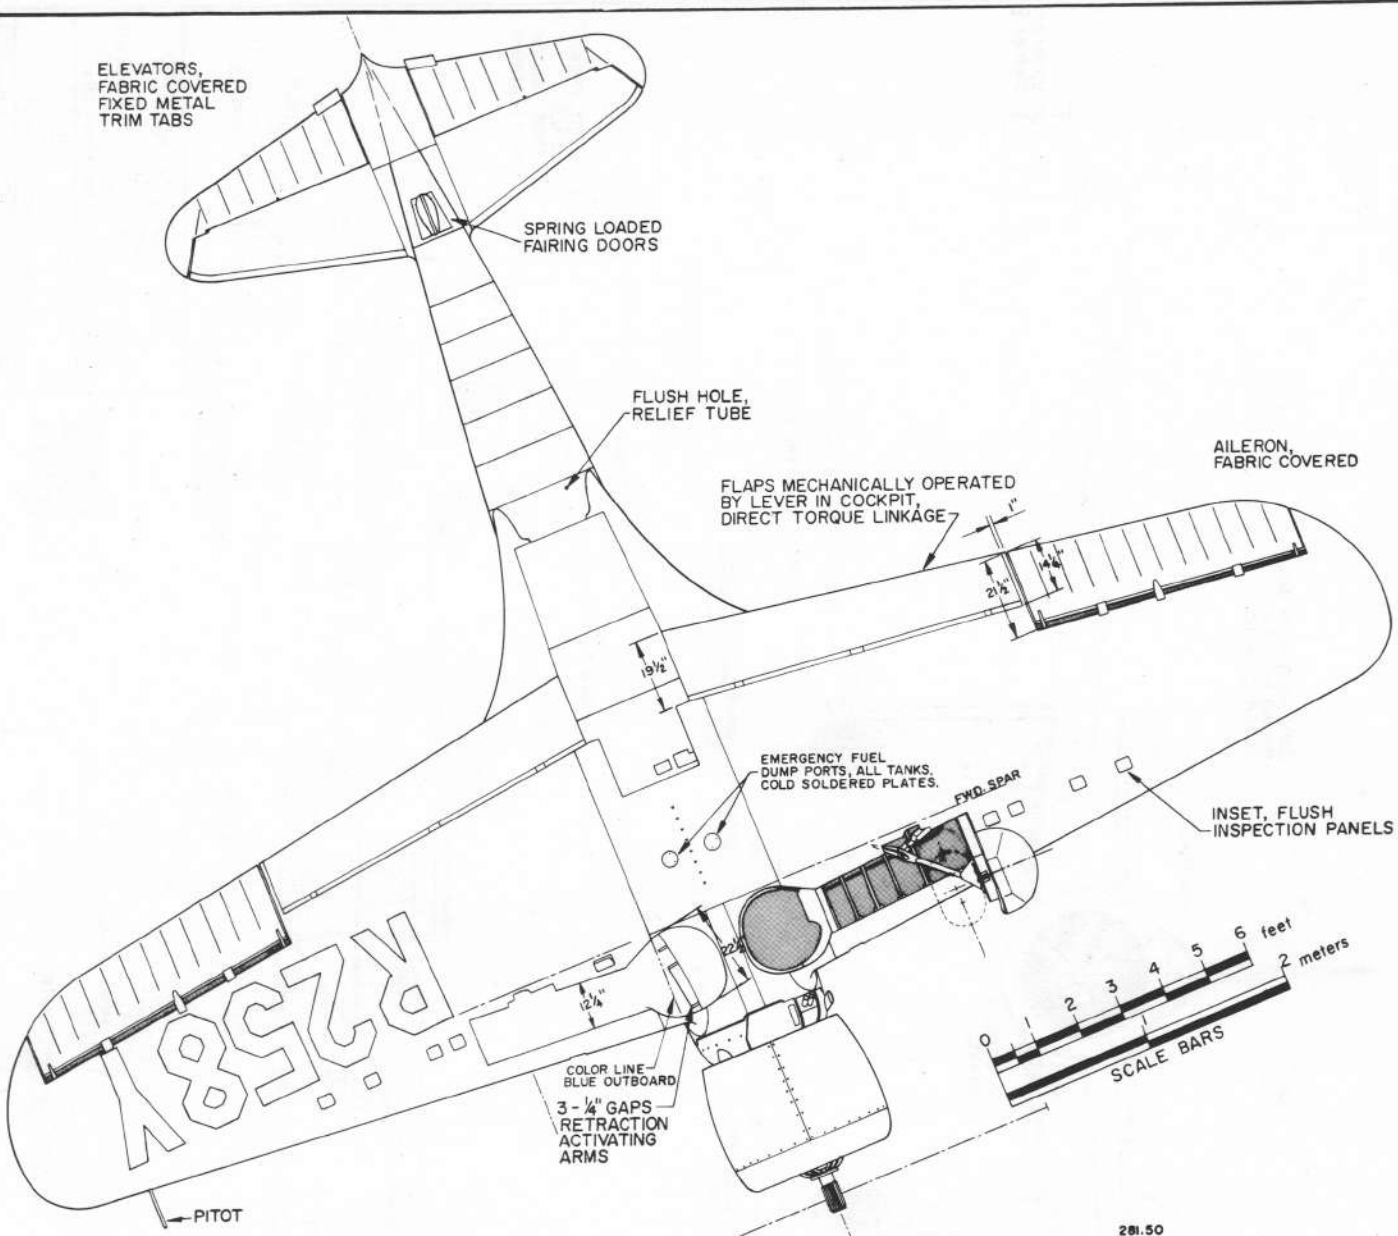 ELEVATORS,
FABRIC COVERED
FIXED METAL
TRIM TABS
SPRING LOADED
FAIRING DOORS
FLUSH HOLE,
RELIEF TUBE
AILERON,
FABRIC COVERED
FLAPS MECHANICALLY OPERATED
BY LEVER IN COCKPIT,
DIRECT TORQUE LINKAGE
1"
14¼"
21½"
19½"
EMERGENCY FUEL
DUMP PORTS, ALL TANKS.
COLD SOLDERED PLATES.
FWD. SPAR
INSET, FLUSH
INSPECTION PANELS
R258Y
12¼"
COLOR LINE
BLUE OUTBOARD
3-¼" GAPS
RETRACTION
ACTIVATING
ARMS
0 1 2 3 4 5 6 feet
1 2 meters
SCALE BARS
PITOT
281.50